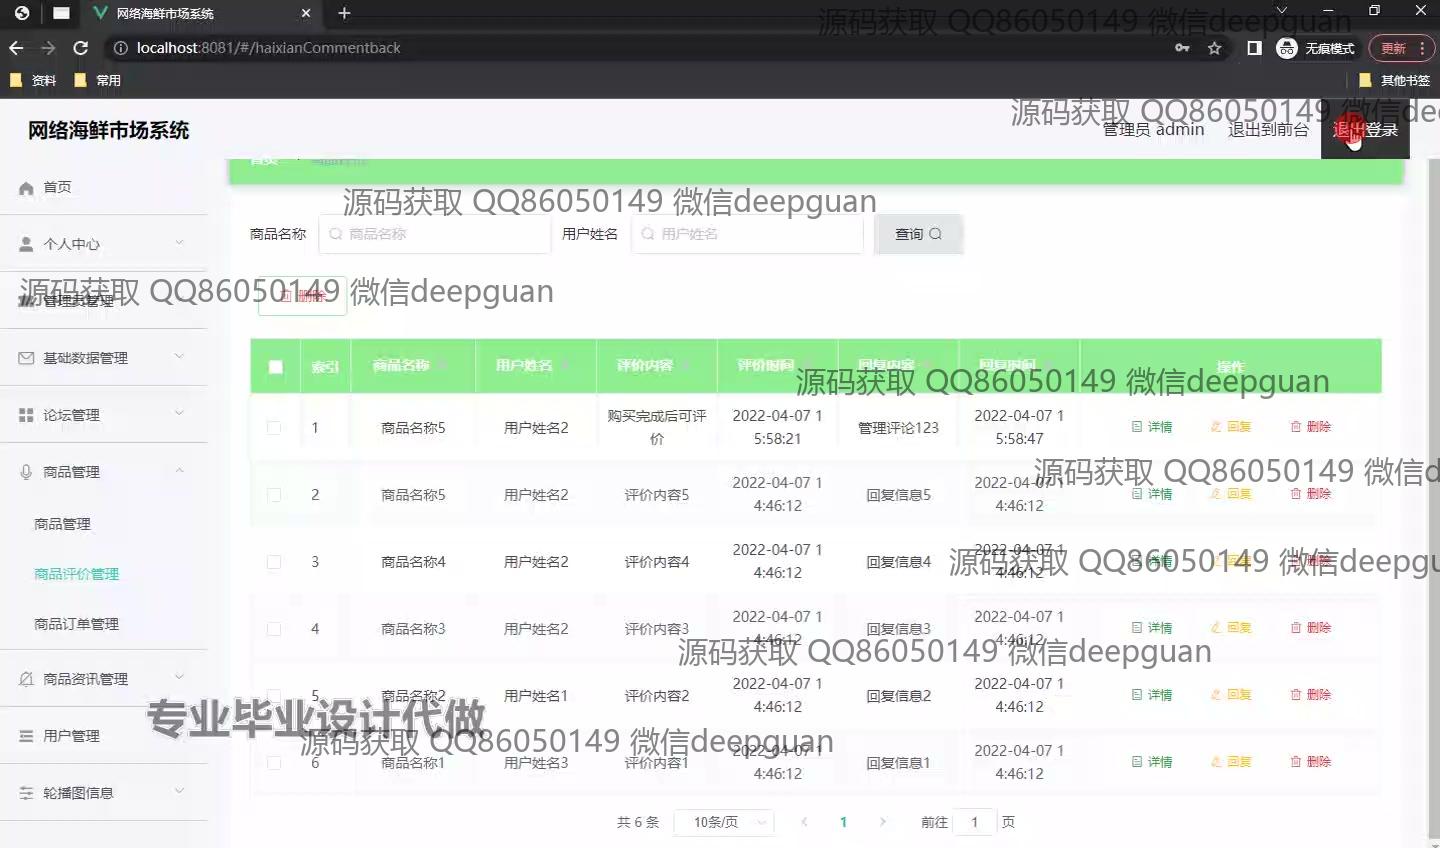 网络海鲜市场系统
源码获取 QQ86050149 微信deepguan
localhost:8081/#/haixianCommentback
无痕模式
更新
资料
常用
其他书签
源码获取 QQ86050149 微信dee
网络海鲜市场系统
管理员 admin
退出到前台
退出登录
首页
商品评价
首页
源码获取 QQ86050149 微信deepguan
商品名称
商品名称
用户姓名
用户姓名
查询
个人中心
源码获取 QQ86050149 微信deepguan
管理员管理
删除
基础数据管理
索引 商品名称 用户姓名 评价内容 评价时间 回复内容 回复时间 操作
源码获取 QQ86050149 微信deepguan
论坛管理
1 商品名称5 用户姓名2 购买完成后可评价 2022-04-07 15:58:21 管理评论123 2022-04-07 15:58:47 详情 回复 删除
商品管理
源码获取 QQ86050149 微信d
2 商品名称5 用户姓名2 评价内容5 2022-04-07 14:46:12 回复信息5 2022-04-07 14:46:12 详情 回复 删除
商品管理
3 商品名称4 用户姓名2 评价内容4 2022-04-07 14:46:12 回复信息4 2022-04-07 14:46:12 详情 回复 删除
源码获取 QQ86050149 微信deepgu
商品评价管理
商品订单管理
4 商品名称3 用户姓名2 评价内容3 2022-04-07 14:46:12 回复信息3 2022-04-07 14:46:12 详情 回复 删除
源码获取 QQ86050149 微信deepguan
商品资讯管理
5 商品名称2 用户姓名1 评价内容2 2022-04-07 14:46:12 回复信息2 2022-04-07 14:46:12 详情 回复 删除
专业毕业设计代做
用户管理
源码获取 QQ86050149 微信deepguan
6 商品名称1 用户姓名3 评价内容1 2022-04-07 14:46:12 回复信息1 2022-04-07 14:46:12 详情 回复 删除
轮播图信息
共 6 条 10条/页 1 前往 1 页